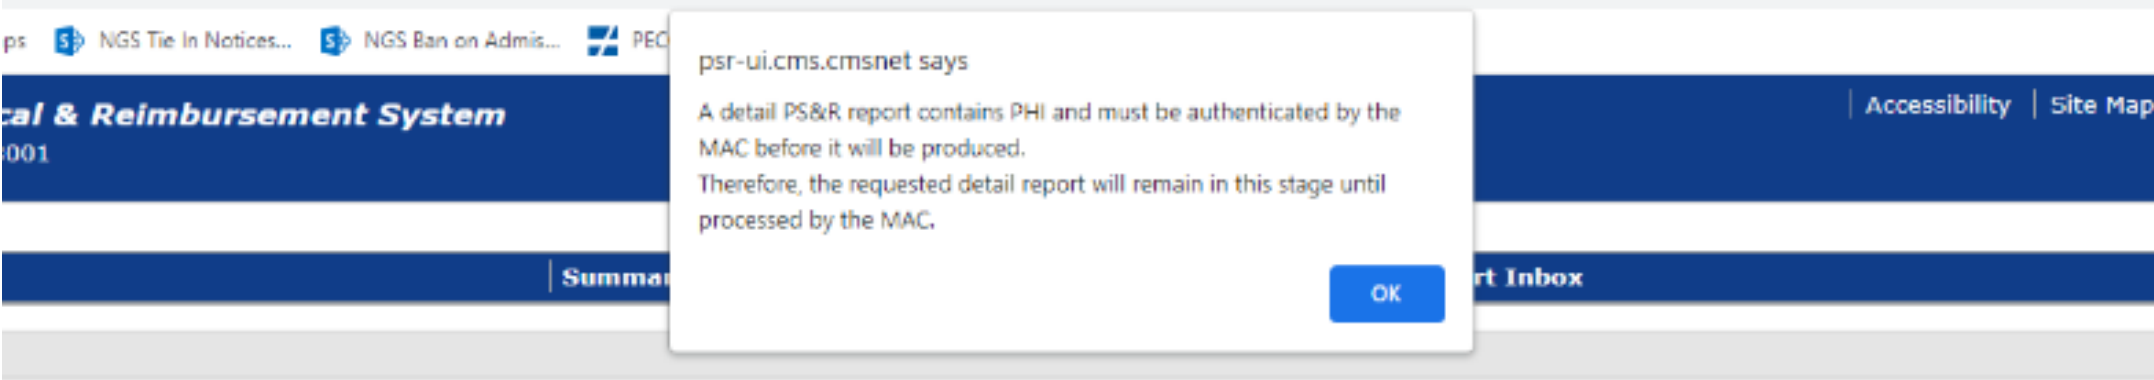 ps NGS Tie In Notices... NGS Ban on Admis... PEC
psr-ui.cms.cmsnet says
A detail PS&R report contains PHI and must be authenticated by the
MAC before it will be produced.
Therefore, the requested detail report will remain in this stage until
processed by the MAC.
OK
cal & Reimbursement System
001
Accessibility Site Map
Summar
rt Inbox